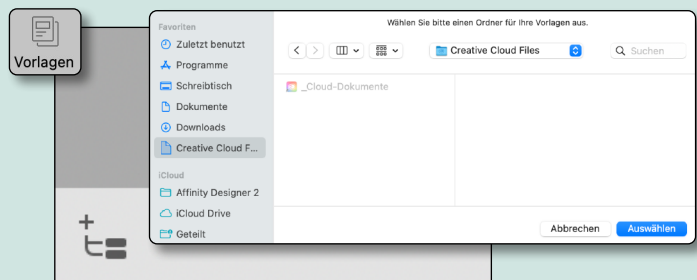 Vorlagen
Wählen Sie bitte einen Ordner für Ihre Vorlagen aus.
Favoriten
Zuletzt benutzt
Programme
Schreibtisch
Dokumente
Downloads
Creative Cloud F...
iCloud
Affinity Designer 2
iCloud Drive
Geteilt
Creative Cloud Files
Suchen
_Cloud-Dokumente
Abbrechen
Auswählen